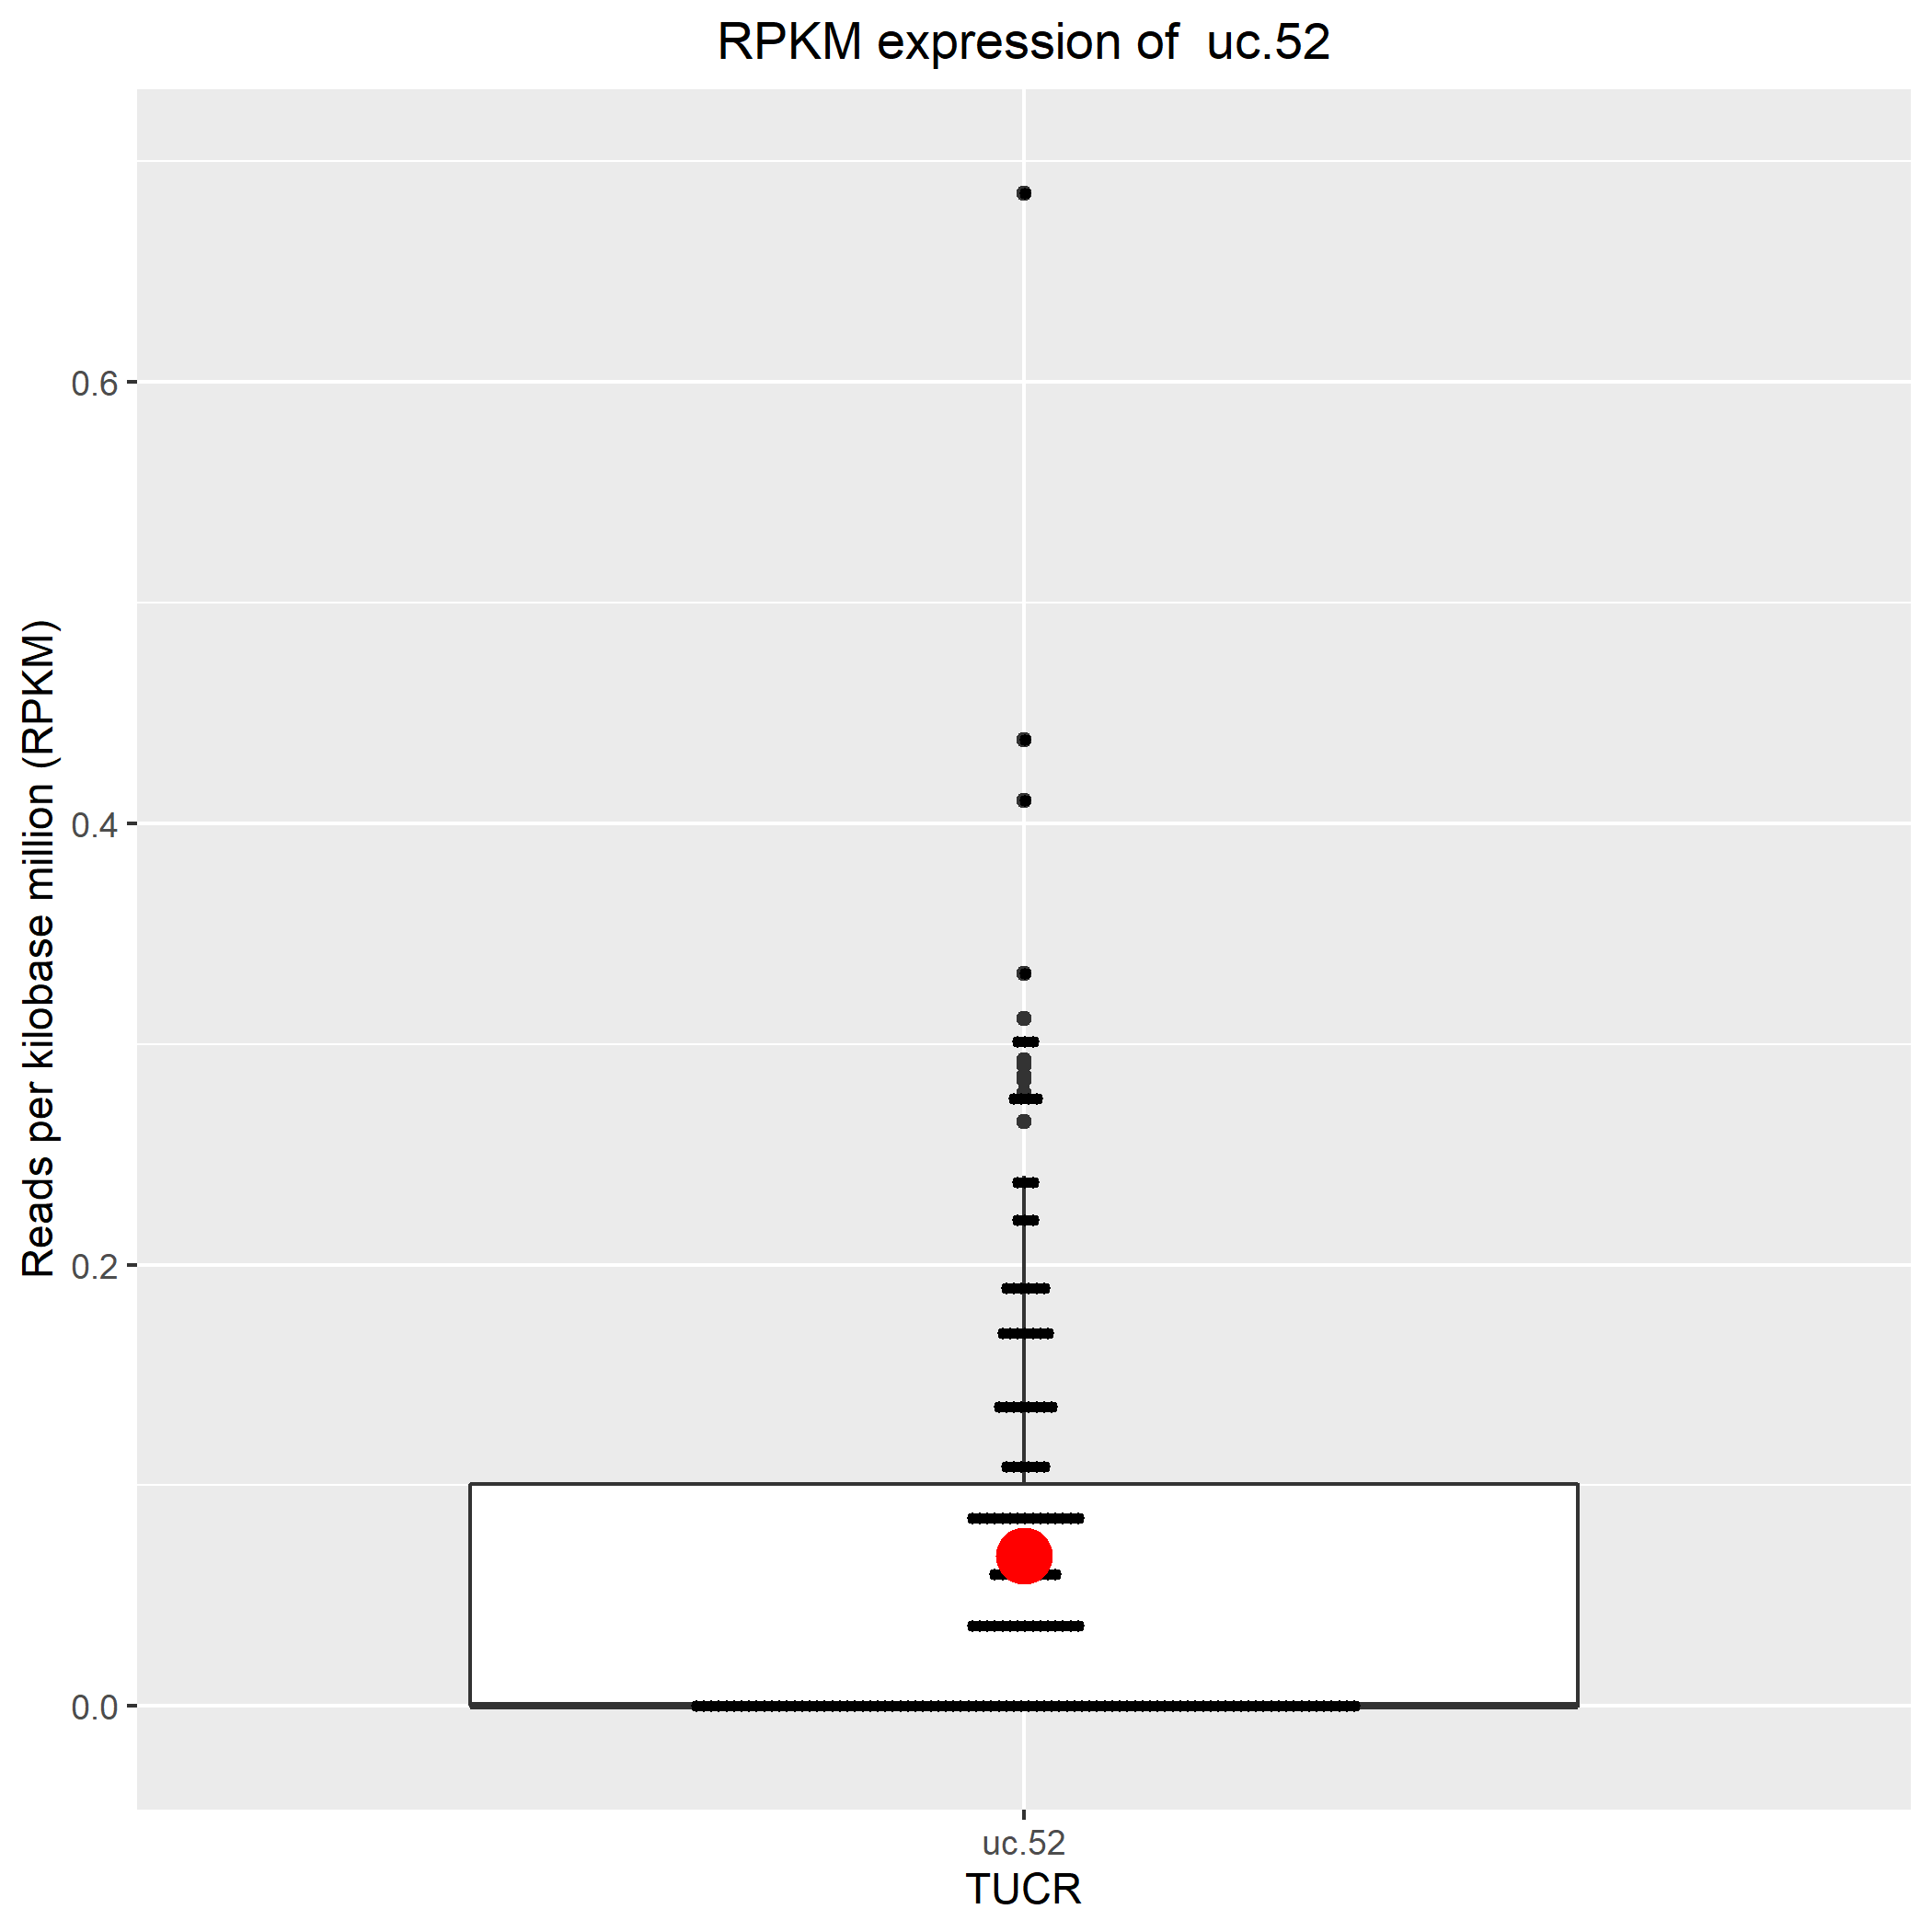 RPKM expression of  uc.52
Reads per kilobase million (RPKM)
0.6
0.4
0.2
0.0
uc.52
TUCR